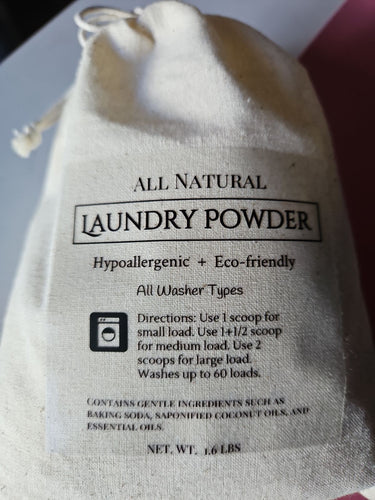 ALL NATURAL
LAUNDRY POWDER
Hypoallergenic + Eco-friendly
All Washer Types
Directions: Use 1 scoop for
small load. Use 1+1/2 scoop
for medium load. Use 2
scoops for large load.
Washes up to 60 loads.
CONTAINS GENTLE INGREDIENTS SUCH AS
BAKING SODA, SAPONIFIED COCONUT OILS, AND
ESSENTIAL OILS.
NET. WT. 1.6 LBS